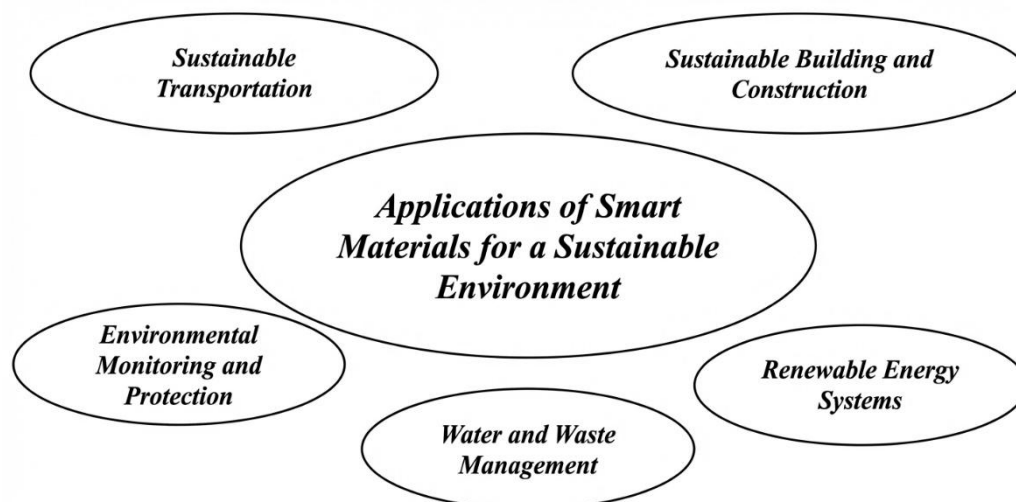 Sustainable
Transportation
Sustainable Building and
Construction
Applications of Smart
Materials for a Sustainable
Environment
Environmental
Monitoring and
Protection
Renewable Energy
Systems
Water and Waste
Management